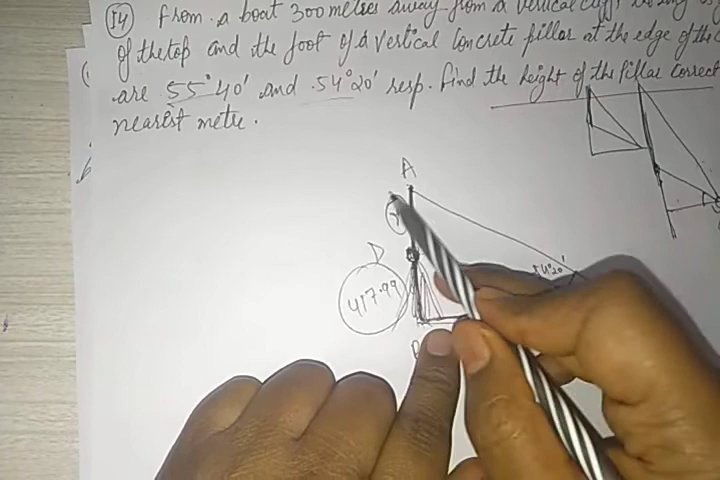 14 from a boat 300 metres away from a vertical cliff,
of the top and the foot of a vertical concrete pillar at the edge of the
are 55°40' and 54°20' resp. find the height of the pillar correct
nearest metre.
A
y
54°20'
D
417.99